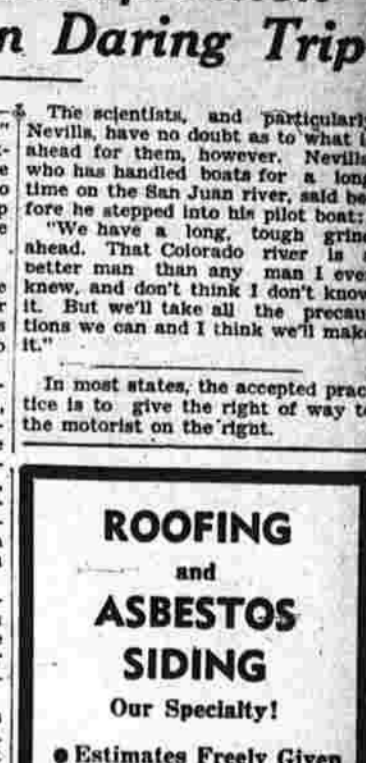 n Daring Trip
The scientists, and particularly
Nevills, have no doubt as to what i
ahead for them, however. Nevills
who has handled boats for a long
time on the San Juan river, said be
fore he stepped into his pilot boat:
"We have a long, tough grind
ahead. That Colorado river is a
better man than any man I eve
knew, and don't think I don't know
it. But we'll take all the precau
tions we can and I think we'll make
it."
In most states, the accepted prac
tice is to give the right of way to
the motorist on the right.
ROOFING
and
ASBESTOS
SIDING
Our Specialty!
● Estimates Freely Given